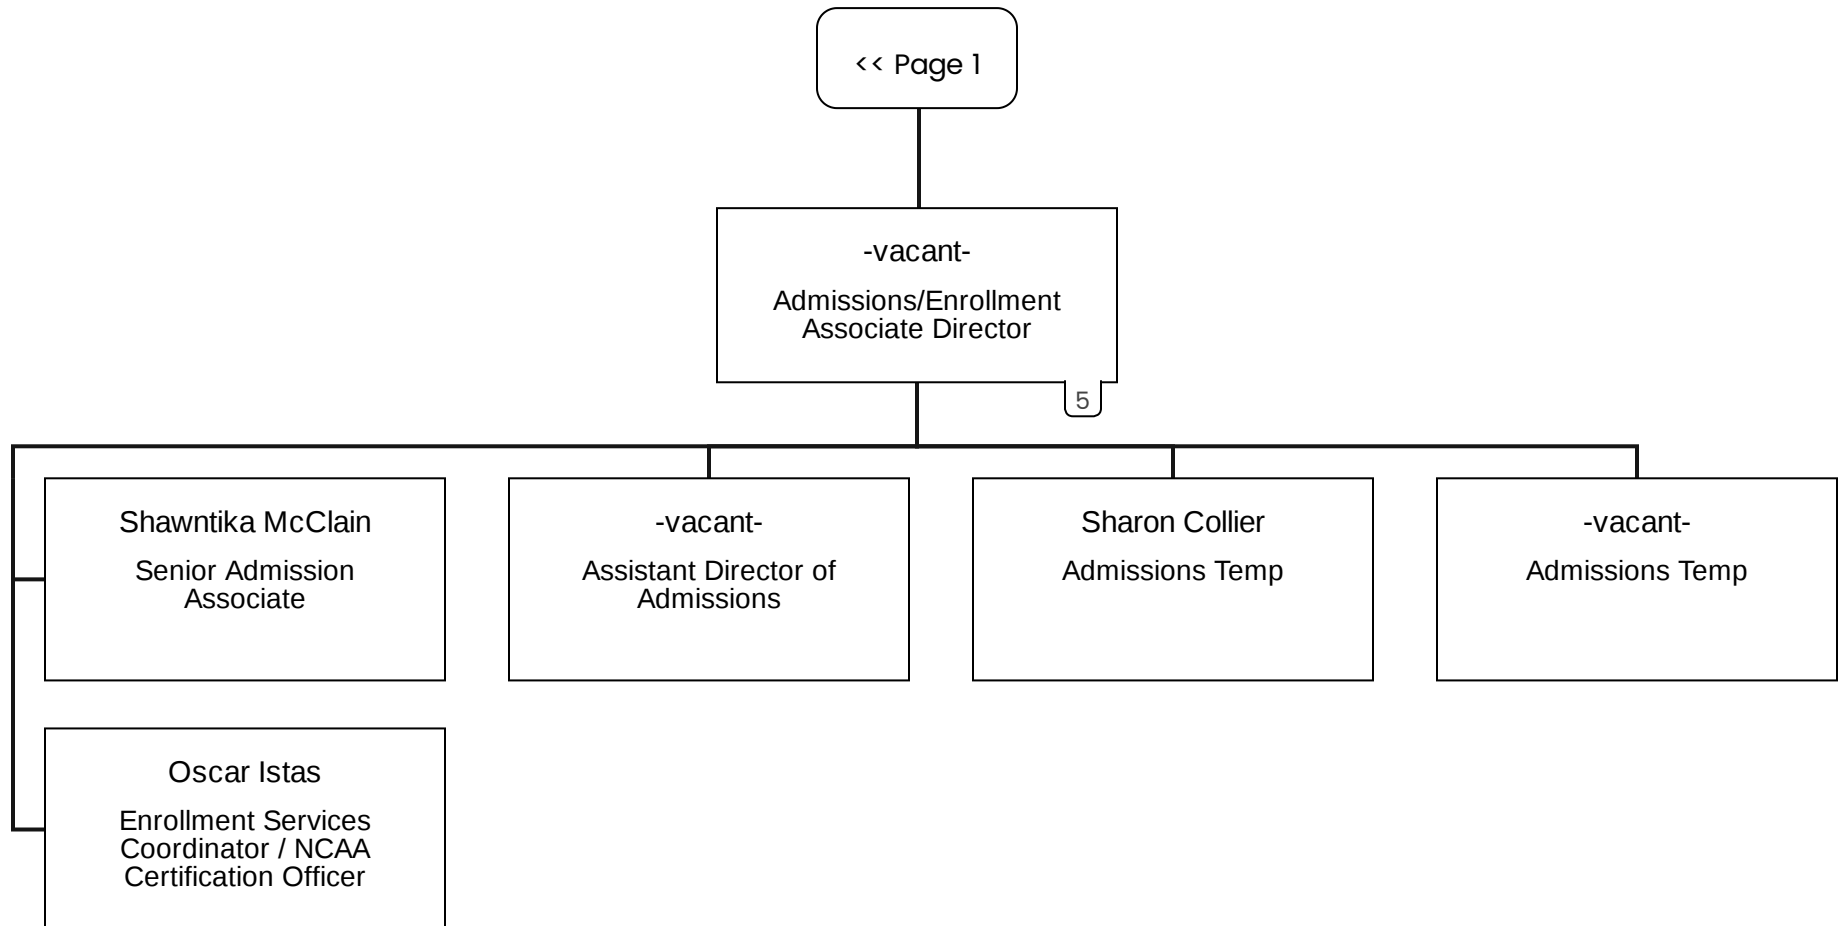 << Page 1
-vacant-
Admissions/Enrollment
Associate Director
5
Shawntika McClain
Senior Admission
Associate
-vacant-
Assistant Director of
Admissions
Sharon Collier
Admissions Temp
-vacant-
Admissions Temp
Oscar Istas
Enrollment Services
Coordinator / NCAA
Certification Officer